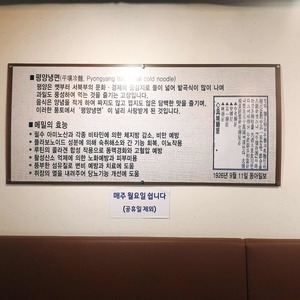 ■ 평양냉면(平壤冷麵, Pyongyang cold noodle)
평양은 옛부터 서북부의 문화·경제의 중심지로 들이 넓어 밭곡식이 많이 나며
과일도 풍성하여 먹는 것을 즐기는 고장입니다.
음식은 양념을 적게 하여 짜지도 않고 맵지도 않은 담백한 맛을 즐기며,
이러한 풍토에서 "평양냉면"이 널리 사랑받게 된 것입니다.
■ 메밀의 효능
• 필수 아미노산과 각종 비타민에 의한 체지방 감소, 비만 예방
• 플라보노이드 성분에 의해 숙취해소와 간 기능 회복, 이뇨작용
• 루틴의 콜라겐 합성 작용으로 동맥경화와 고혈압 예방
• 활성산소 억제에 의한 노화예방과 피부미용
• 풍부한 섬유질로 변비 예방과 치료에 도움
• 췌장의 열을 내려주어 당뇨기능 개선에 도움
1926년 9월 11일 동아일보
매주 월요일 쉽니다
(공휴일 제외)